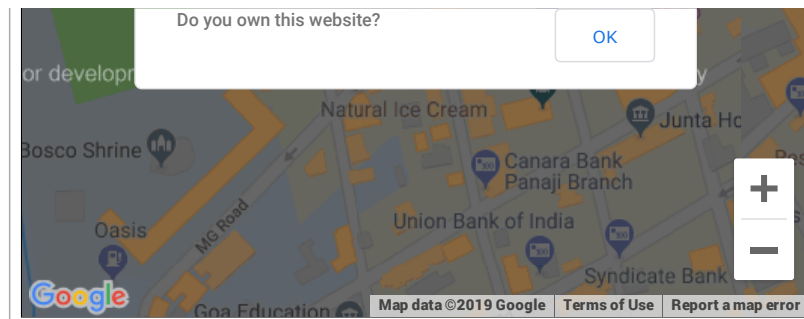 Do you own this website?
OK
or developm
y
Natural Ice Cream
Junta Ho
Bosco Shrine
Canara Bank
Panaji Branch
MG Road
Oasis
Union Bank of India
Syndicate Bank
Google
Goa Education
Map data ©2019 Google
Terms of Use
Report a map error